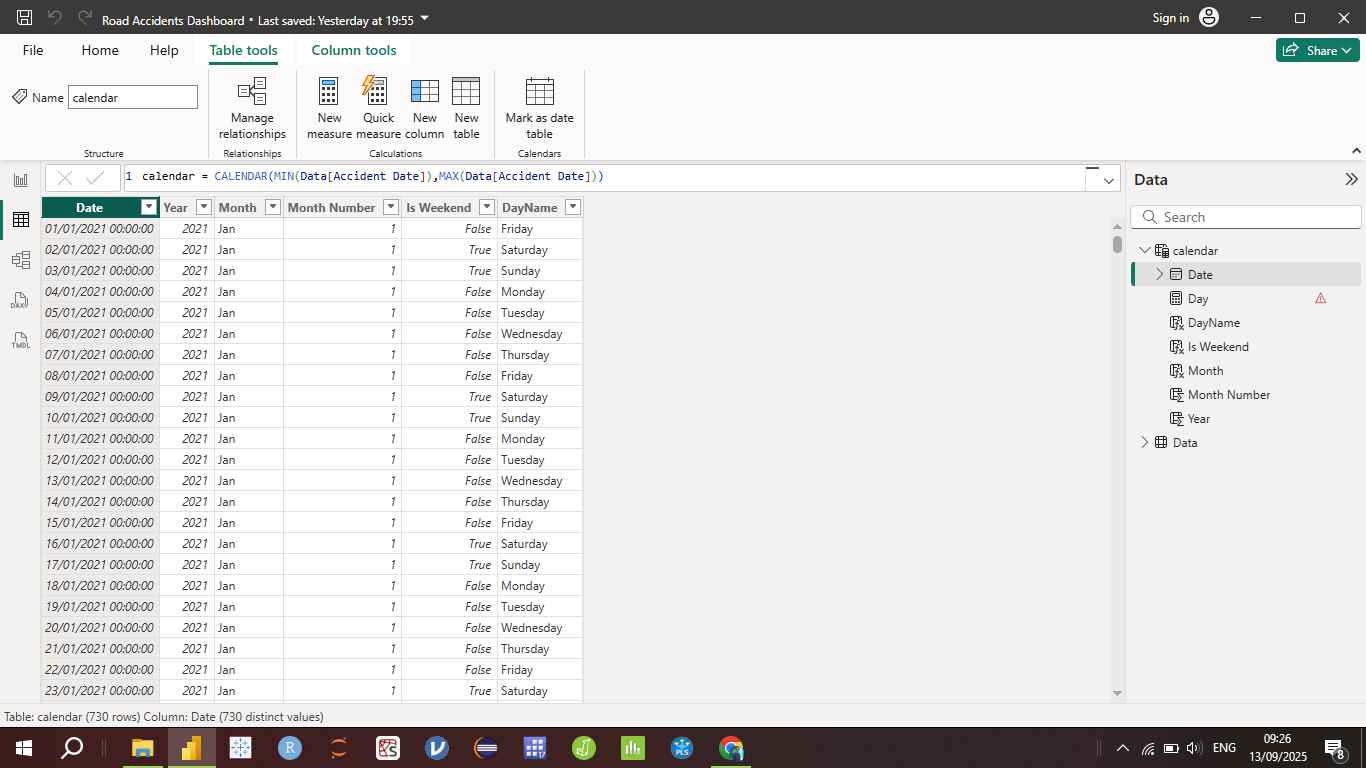 Road Accidents Dashboard • Last saved: Yesterday at 19:55
Sign in
File Home Help Table tools Column tools
Share
Name calendar
Manage relationships
New measure
Quick measure
New column
New table
Mark as date table
Structure
Relationships
Calculations
Calendars
1 calendar = CALENDAR(MIN(Data[Accident Date]),MAX(Data[Accident Date]))
Date Year Month Month Number Is Weekend DayName
01/01/2021 00:00:00 2021 Jan 1 False Friday
02/01/2021 00:00:00 2021 Jan 1 True Saturday
03/01/2021 00:00:00 2021 Jan 1 True Sunday
04/01/2021 00:00:00 2021 Jan 1 False Monday
05/01/2021 00:00:00 2021 Jan 1 False Tuesday
06/01/2021 00:00:00 2021 Jan 1 False Wednesday
07/01/2021 00:00:00 2021 Jan 1 False Thursday
08/01/2021 00:00:00 2021 Jan 1 False Friday
09/01/2021 00:00:00 2021 Jan 1 True Saturday
10/01/2021 00:00:00 2021 Jan 1 True Sunday
11/01/2021 00:00:00 2021 Jan 1 False Monday
12/01/2021 00:00:00 2021 Jan 1 False Tuesday
13/01/2021 00:00:00 2021 Jan 1 False Wednesday
14/01/2021 00:00:00 2021 Jan 1 False Thursday
15/01/2021 00:00:00 2021 Jan 1 False Friday
16/01/2021 00:00:00 2021 Jan 1 True Saturday
17/01/2021 00:00:00 2021 Jan 1 True Sunday
18/01/2021 00:00:00 2021 Jan 1 False Monday
19/01/2021 00:00:00 2021 Jan 1 False Tuesday
20/01/2021 00:00:00 2021 Jan 1 False Wednesday
21/01/2021 00:00:00 2021 Jan 1 False Thursday
22/01/2021 00:00:00 2021 Jan 1 False Friday
23/01/2021 00:00:00 2021 Jan 1 True Saturday
DAX
TMDL
Data
Search
calendar
Date
Day
DayName
Is Weekend
Month
Month Number
Year
Data
Table: calendar (730 rows) Column: Date (730 distinct values)
R
17
PLS
ENG
09:26
13/09/2025
8